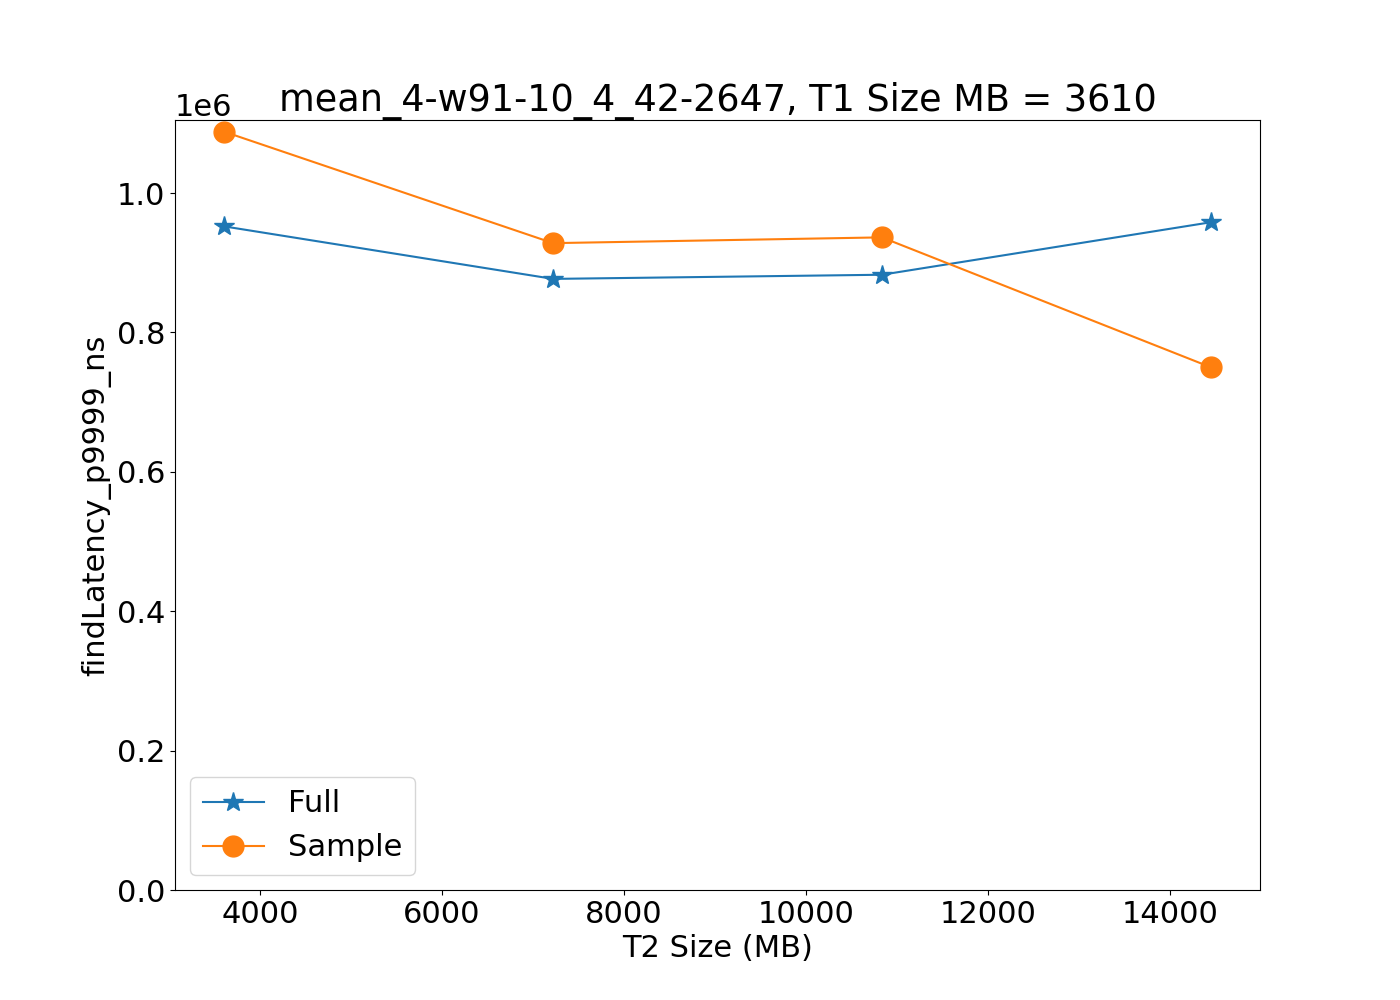 mean_4-w91-10_4_42-2647, T1 Size MB = 3610
1e6
1.0
0.8
0.6
0.4
0.2
0.0
findLatency_p9999_ns
Full
Sample
4000 6000 8000 10000 12000 14000
T2 Size (MB)